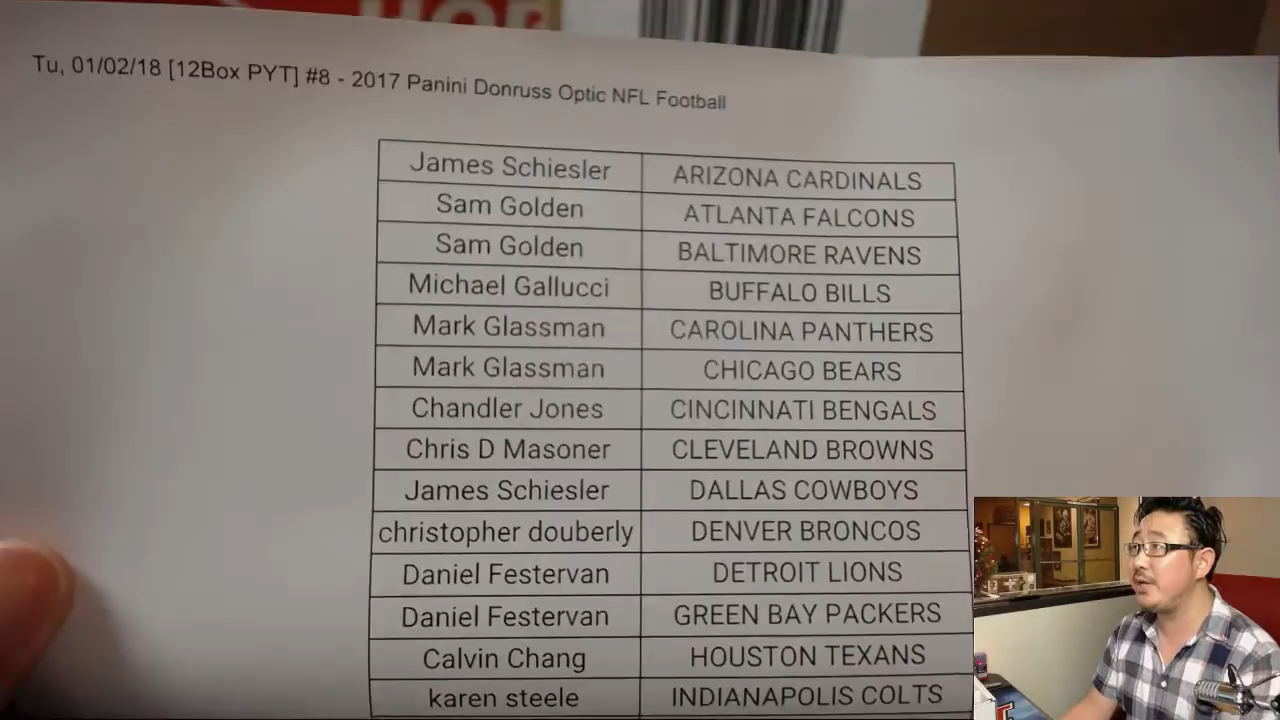 Tu, 01/02/18 [12Box PYT] #8 - 2017 Panini Donruss Optic NFL Football
James Schiesler ARIZONA CARDINALS
Sam Golden ATLANTA FALCONS
Sam Golden BALTIMORE RAVENS
Michael Gallucci BUFFALO BILLS
Mark Glassman CAROLINA PANTHERS
Mark Glassman CHICAGO BEARS
Chandler Jones CINCINNATI BENGALS
Chris D Masoner CLEVELAND BROWNS
James Schiesler DALLAS COWBOYS
christopher douberly DENVER BRONCOS
Daniel Festervan DETROIT LIONS
Daniel Festervan GREEN BAY PACKERS
Calvin Chang HOUSTON TEXANS
karen steele INDIANAPOLIS COLTS